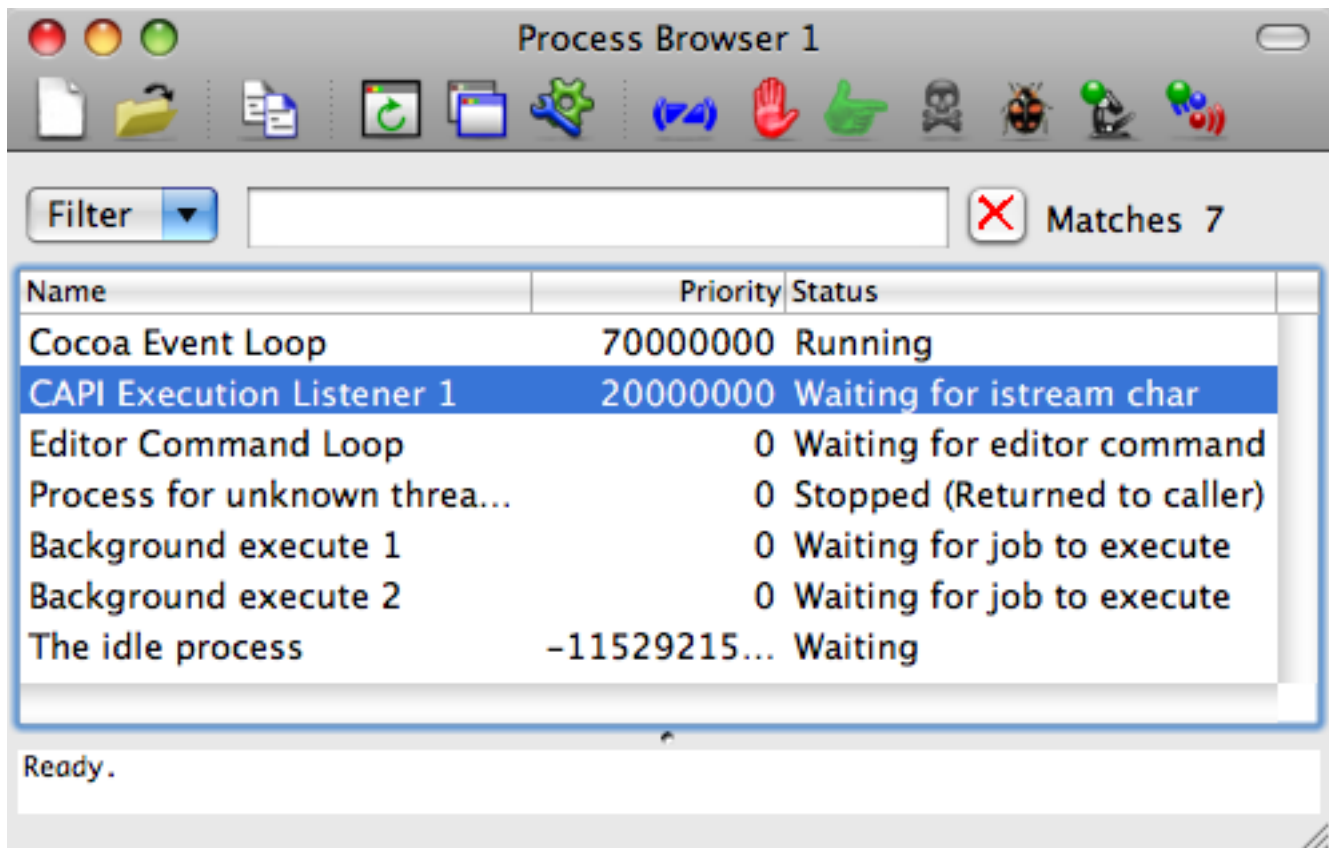 Process Browser 1
Filter Matches 7
Name Priority Status
Cocoa Event Loop 70000000 Running
CAPI Execution Listener 1 20000000 Waiting for istream char
Editor Command Loop 0 Waiting for editor command
Process for unknown threa... 0 Stopped (Returned to caller)
Background execute 1 0 Waiting for job to execute
Background execute 2 0 Waiting for job to execute
The idle process -11529215... Waiting
Ready.